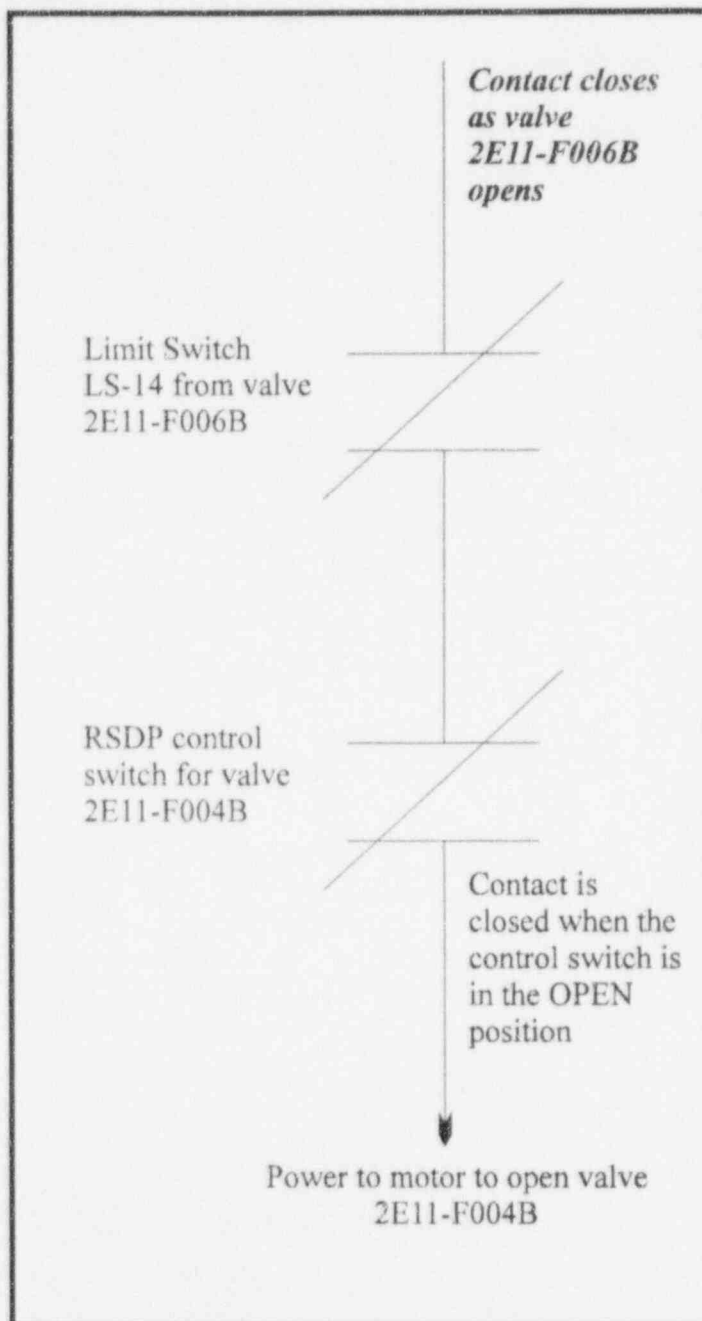 Contact closes
as valve
2E11-F006B
opens
Limit Switch
LS-14 from valve
2E11-F006B
RSDP control
switch for valve
2E11-F004B
Contact is
closed when the
control switch is
in the OPEN
position
Power to motor to open valve
2E11-F004B